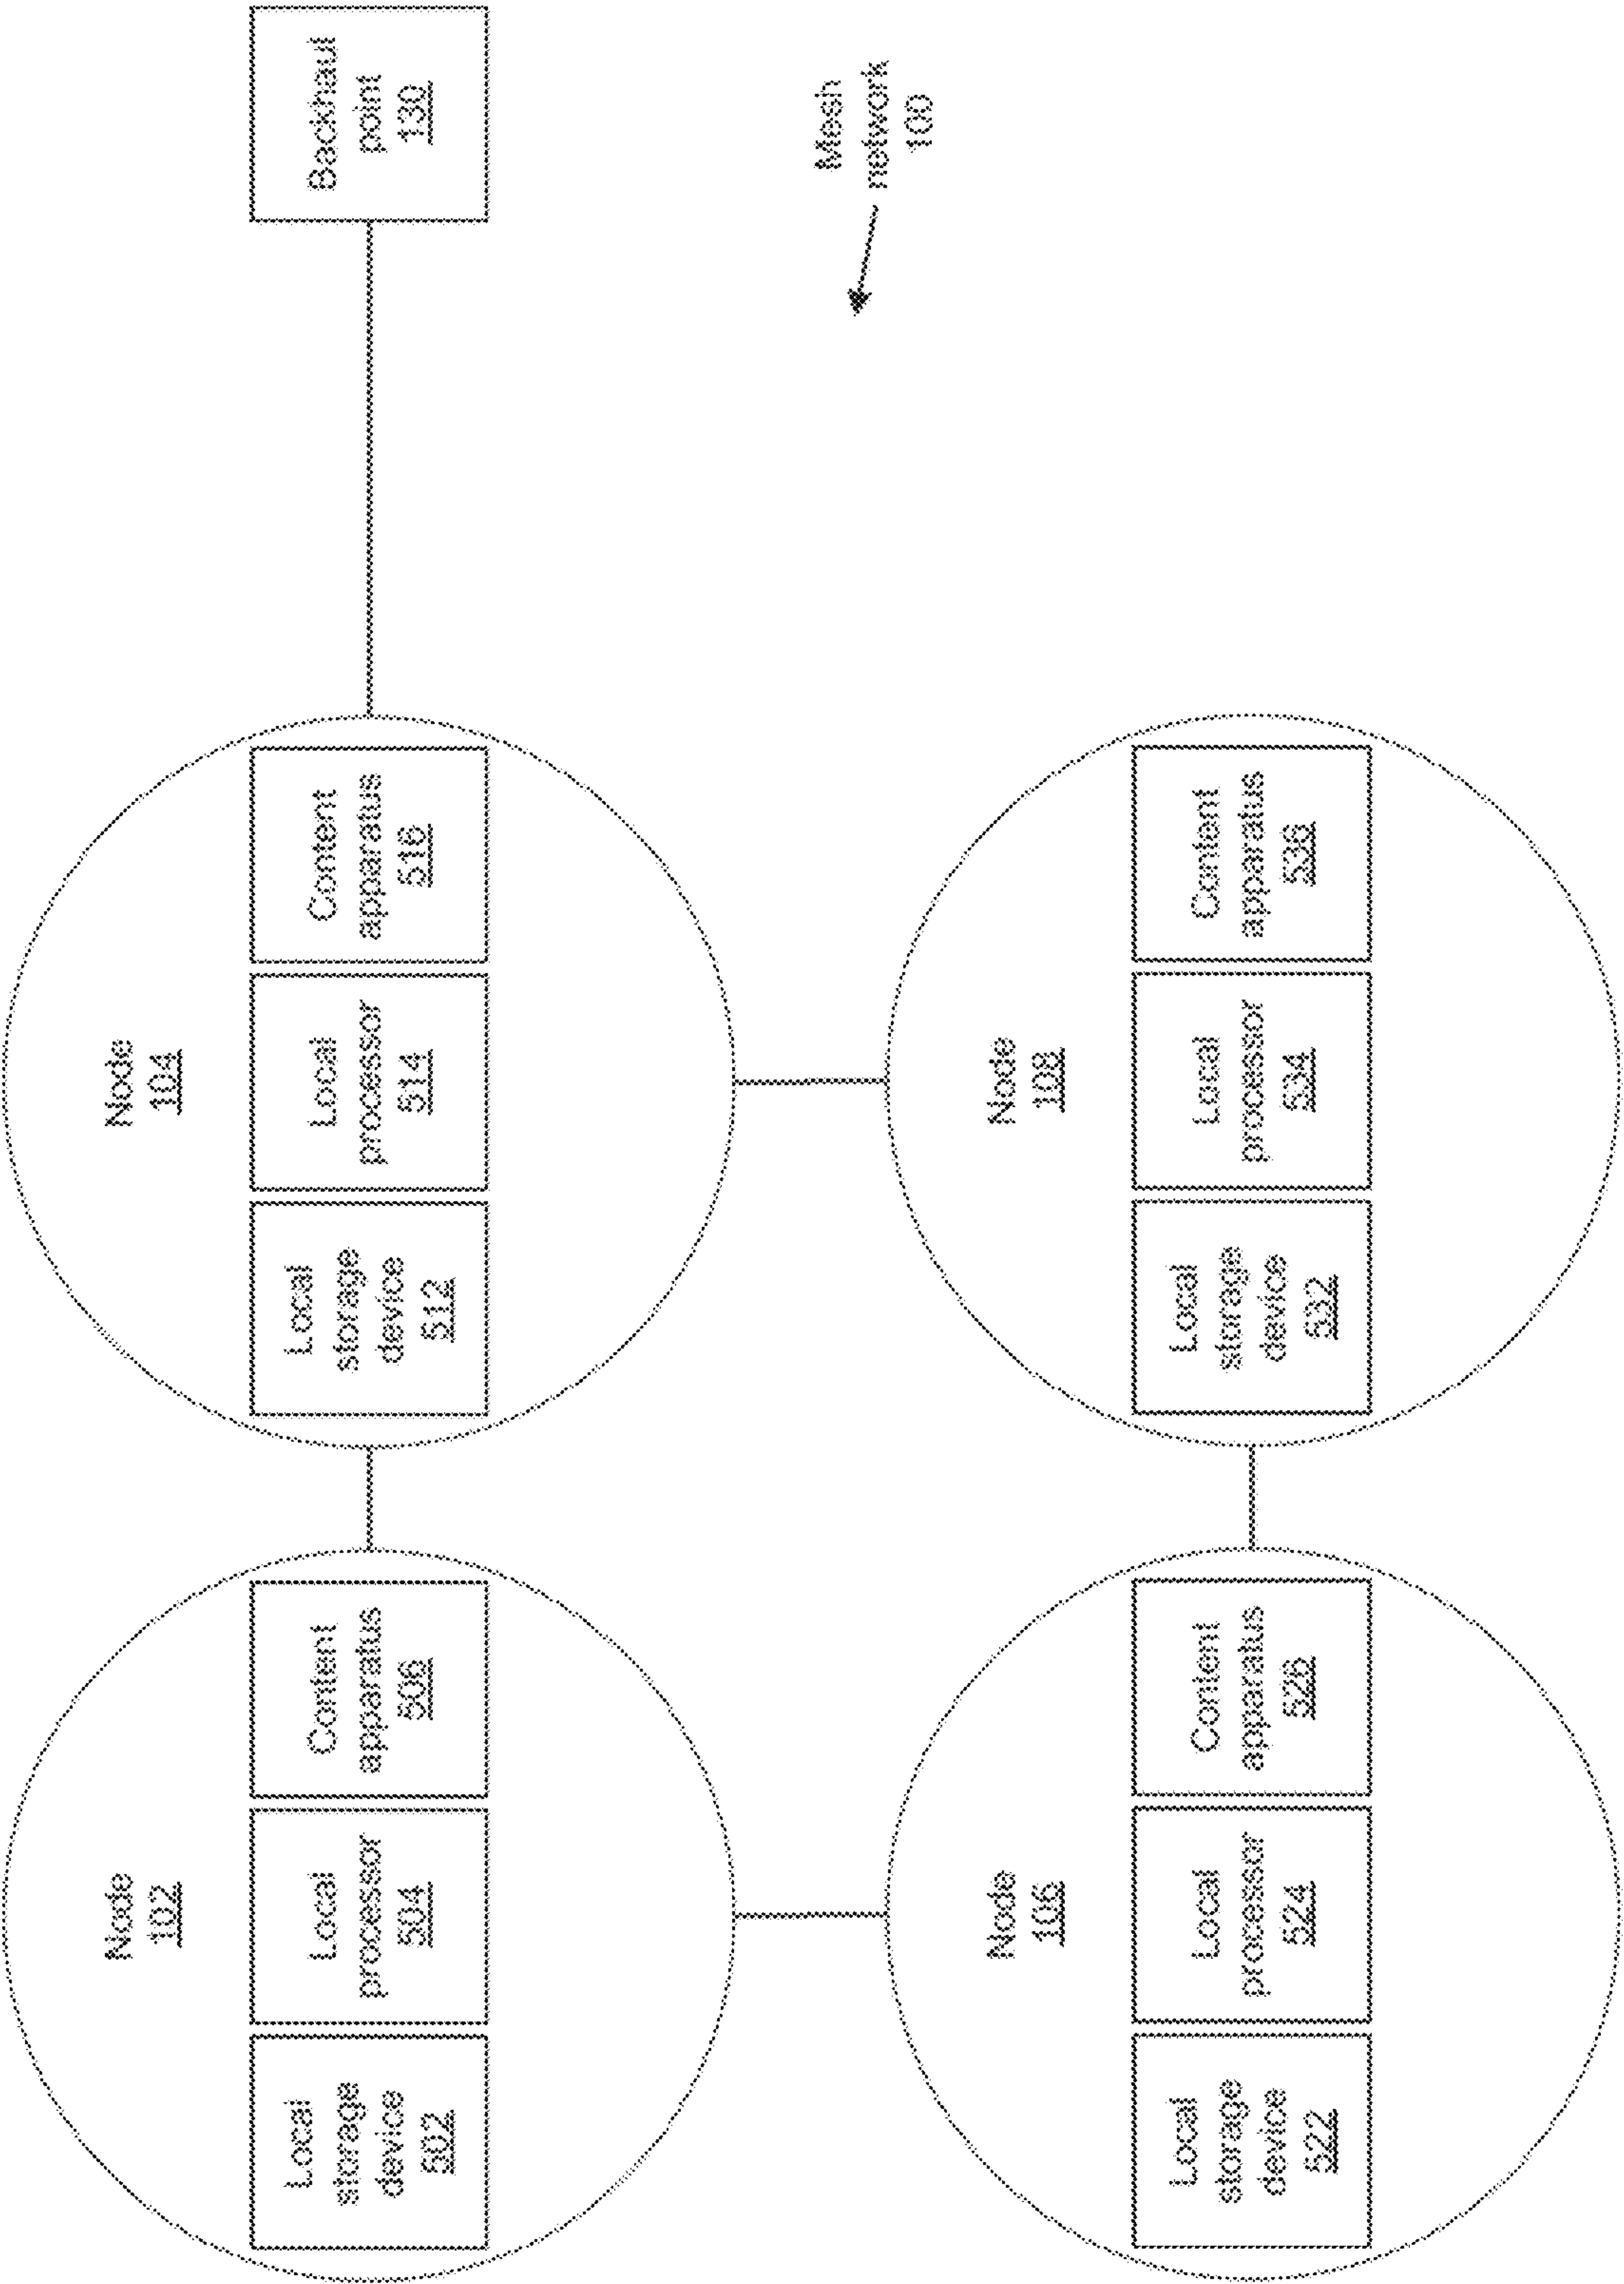 Node
102
Local
storage
device
502
Local
processor
504
Content
apparatus
506
Node
104
Local
storage
device
512
Local
processor
514
Content
apparatus
516
Backhaul
point
130
Node
106
Local
storage
device
522
Local
processor
524
Content
apparatus
526
Node
108
Local
storage
device
532
Local
processor
534
Content
apparatus
536
Mesh
network
100